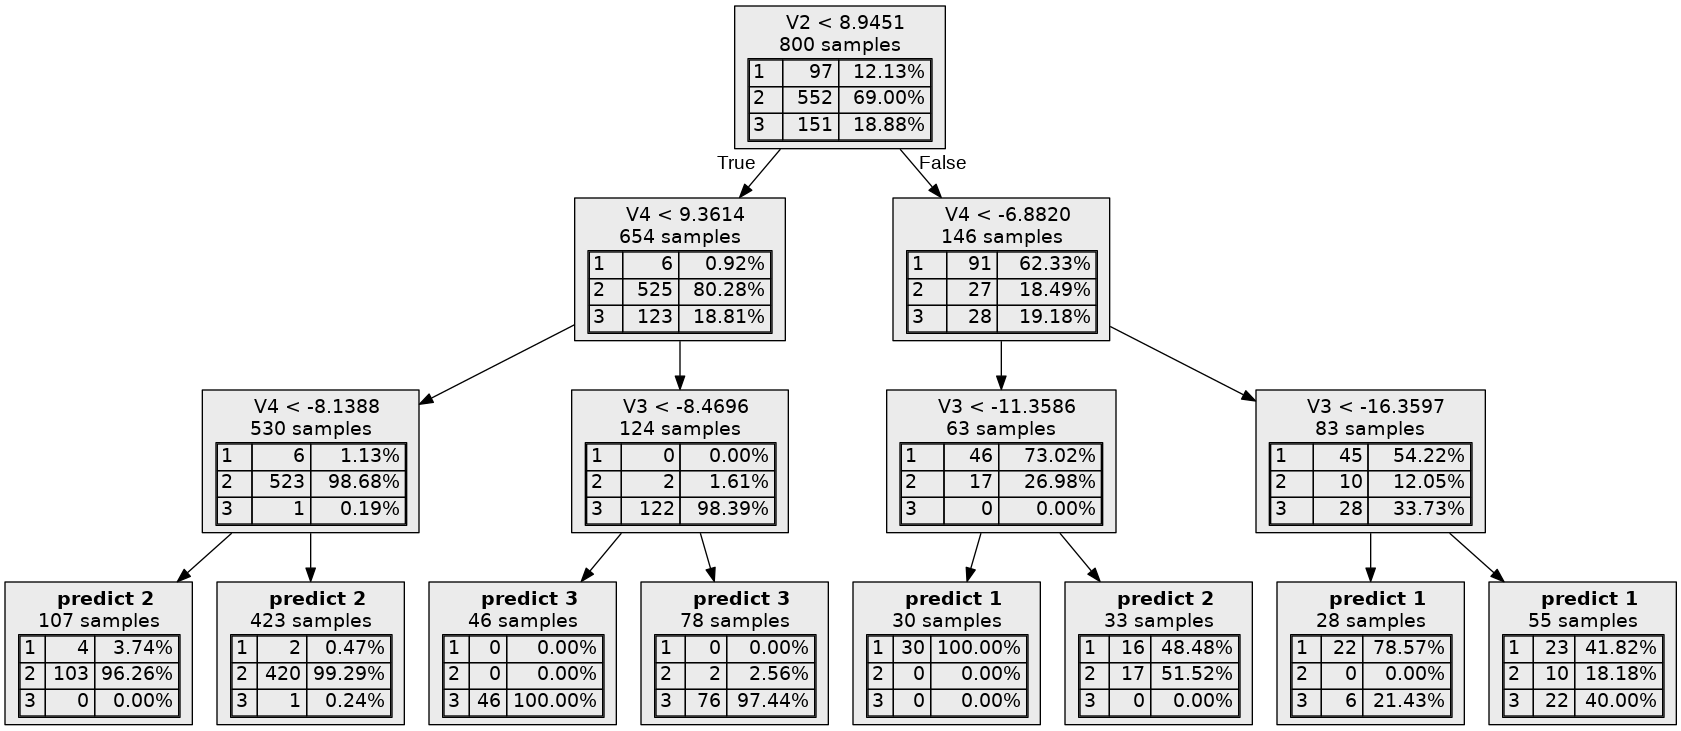 V2 < 8.9451
800 samples
1 97 12.13%
2 552 69.00%
3 151 18.88%
True
False
V4 < 9.3614
654 samples
1 6 0.92%
2 525 80.28%
3 123 18.81%
V4 < -6.8820
146 samples
1 91 62.33%
2 27 18.49%
3 28 19.18%
V4 < -8.1388
530 samples
1 6 1.13%
2 523 98.68%
3 1 0.19%
V3 < -8.4696
124 samples
1 0 0.00%
2 2 1.61%
3 122 98.39%
V3 < -11.3586
63 samples
1 46 73.02%
2 17 26.98%
3 0 0.00%
V3 < -16.3597
83 samples
1 45 54.22%
2 10 12.05%
3 28 33.73%
predict 2
107 samples
1 4 3.74%
2 103 96.26%
3 0 0.00%
predict 2
423 samples
1 2 0.47%
2 420 99.29%
3 1 0.24%
predict 3
46 samples
1 0 0.00%
2 0 0.00%
3 46 100.00%
predict 3
78 samples
1 0 0.00%
2 2 2.56%
3 76 97.44%
predict 1
30 samples
1 30 100.00%
2 0 0.00%
3 0 0.00%
predict 2
33 samples
1 16 48.48%
2 17 51.52%
3 0 0.00%
predict 1
28 samples
1 22 78.57%
2 0 0.00%
3 6 21.43%
predict 1
55 samples
1 23 41.82%
2 10 18.18%
3 22 40.00%